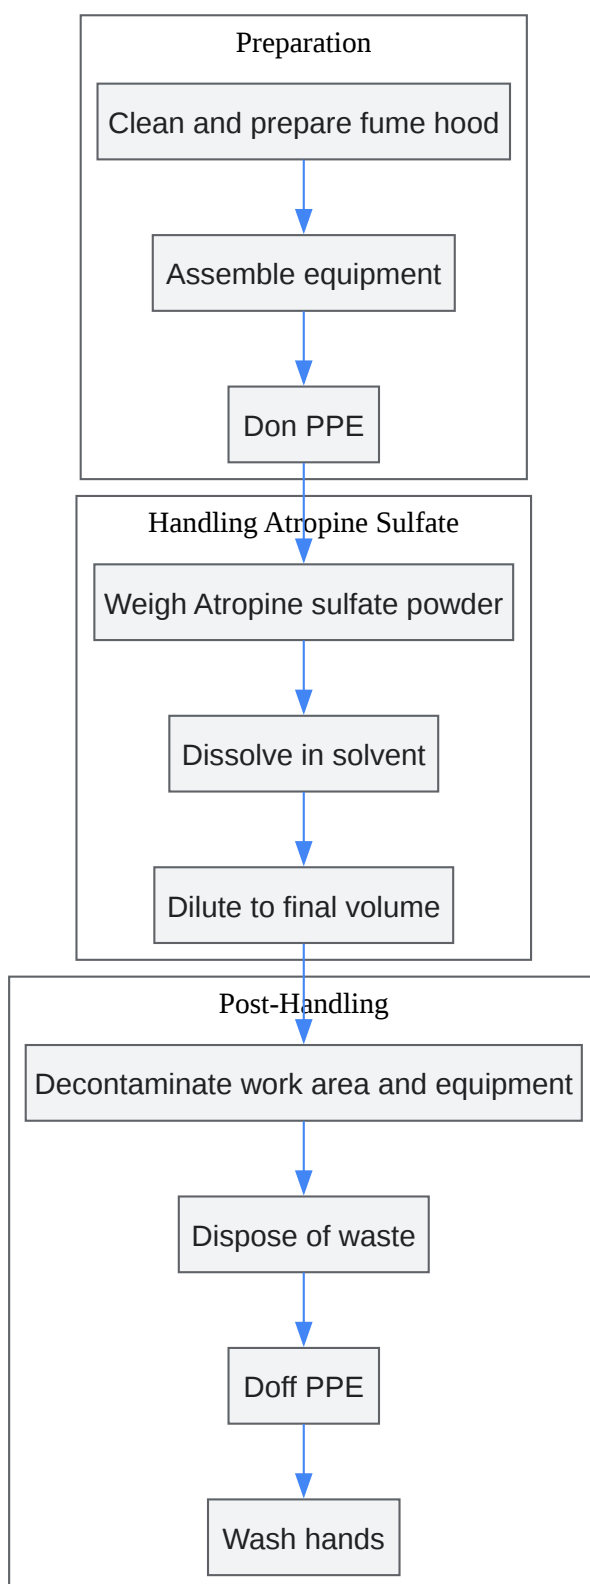 Preparation
Clean and prepare fume hood
Assemble equipment
Don PPE
Handling Atropine Sulfate
Weigh Atropine sulfate powder
Dissolve in solvent
Dilute to final volume
Post-Handling
Decontaminate work area and equipment
Dispose of waste
Doff PPE
Wash hands